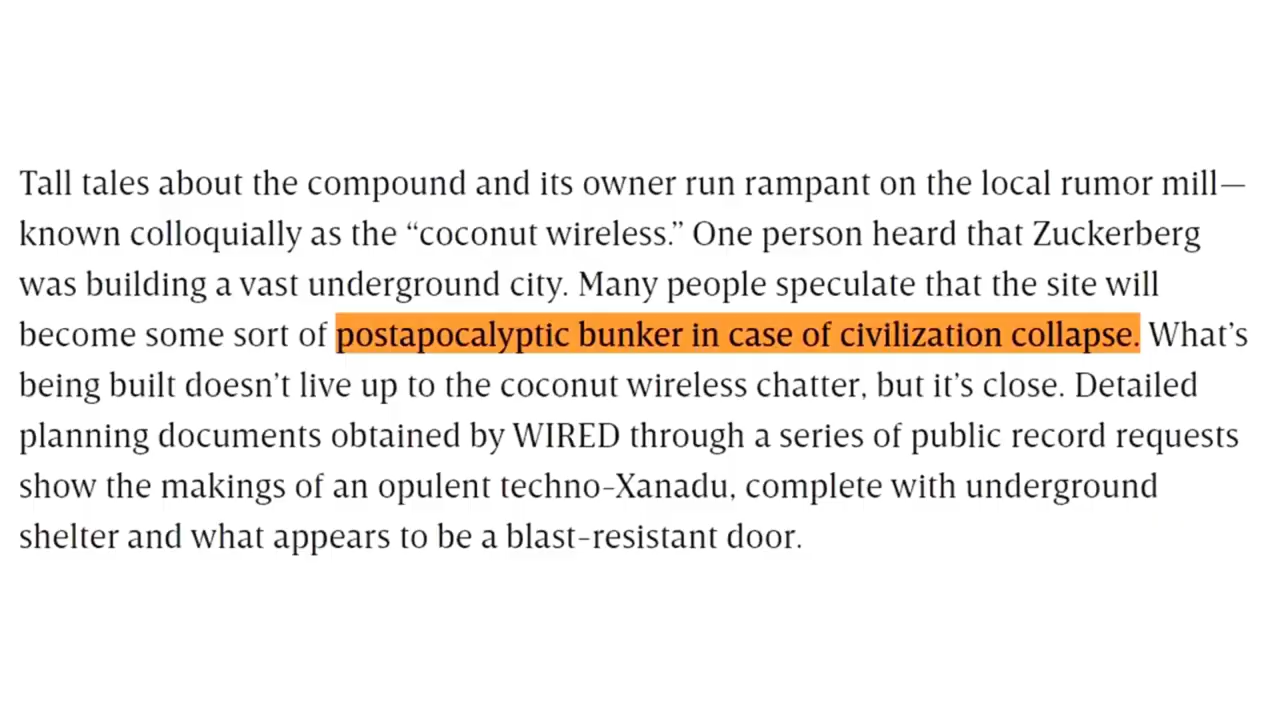 Tall tales about the compound and its owner run rampant on the local rumor mill—
known colloquially as the “coconut wireless.” One person heard that Zuckerberg
was building a vast underground city. Many people speculate that the site will
become some sort of postapocalyptic bunker in case of civilization collapse. What’s
being built doesn’t live up to the coconut wireless chatter, but it’s close. Detailed
planning documents obtained by WIRED through a series of public record requests
show the makings of an opulent techno-Xanadu, complete with underground
shelter and what appears to be a blast-resistant door.